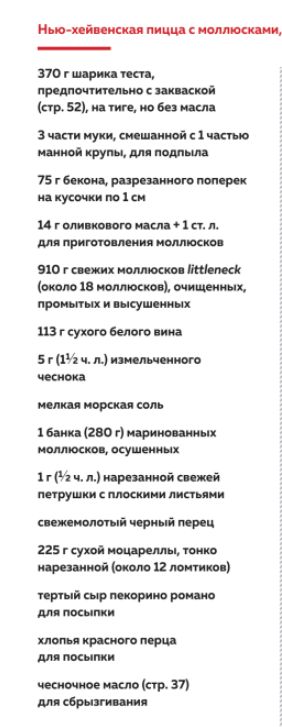 Нью-хейвенская пицца с моллюсками,
370 г шарика теста,
предпочтительно с закваской
(стр. 52), на тиге, но без масла
3 части муки, смешанной с 1 частью
манной крупы, для подпыла
75 г бекона, разрезанного поперек
на кусочки по 1 см
14 г оливкового масла + 1 ст. л.
для приготовления моллюсков
910 г свежих моллюсков littleneck
(около 18 моллюсков), очищенных,
промытых и высушенных
113 г сухого белого вина
5 г (1½ ч. л.) измельченного
чеснока
мелкая морская соль
1 банка (280 г) маринованных
моллюсков, осушенных
1 г (½ ч. л.) нарезанной свежей
петрушки с плоскими листьями
свежемолотый черный перец
225 г сухой моцареллы, тонко
нарезанной (около 12 ломтиков)
тертый сыр пекорино романо
для посыпки
хлопья красного перца
для посыпки
чесночное масло (стр. 37)
для сбрызгивания